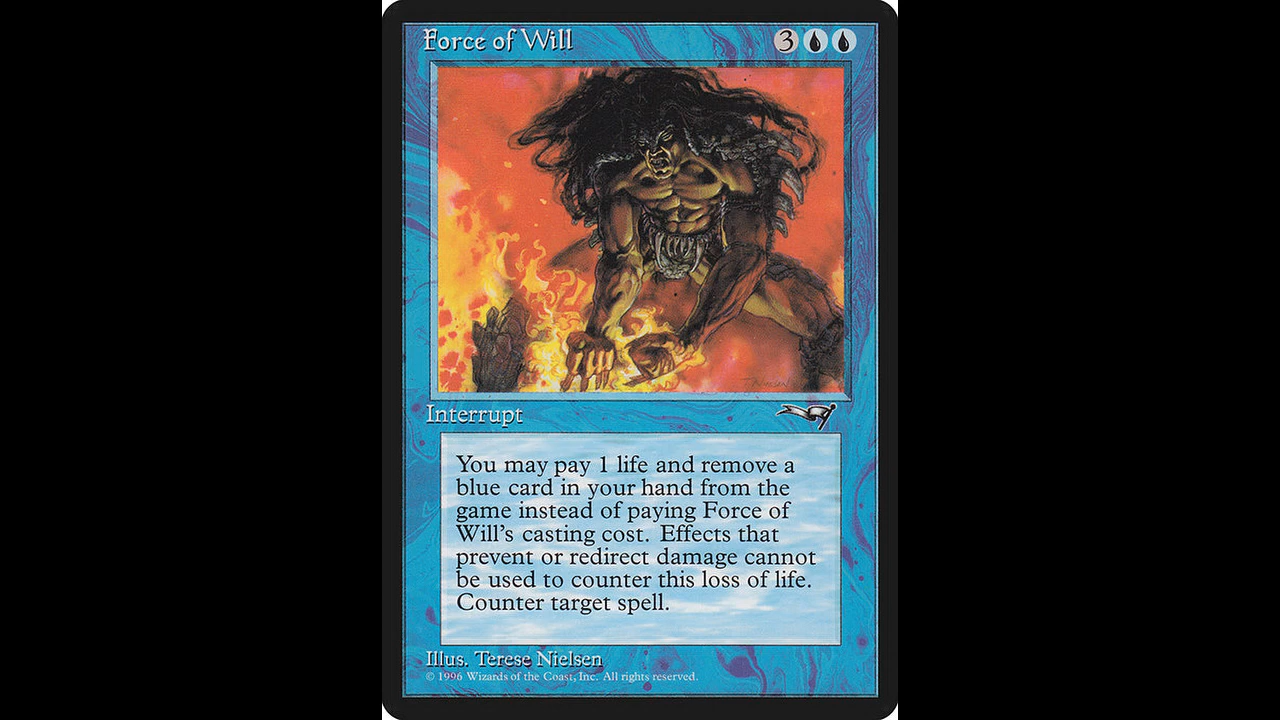 Force of Will 3
T. Nielsen
Interrupt
You may pay 1 life and remove a
blue card in your hand from the
game instead of paying Force of
Will's casting cost. Effects that
prevent or redirect damage cannot
be used to counter this loss of life.
Counter target spell.
Illus. Terese Nielsen
© 1996 Wizards of the Coast, Inc. All rights reserved.